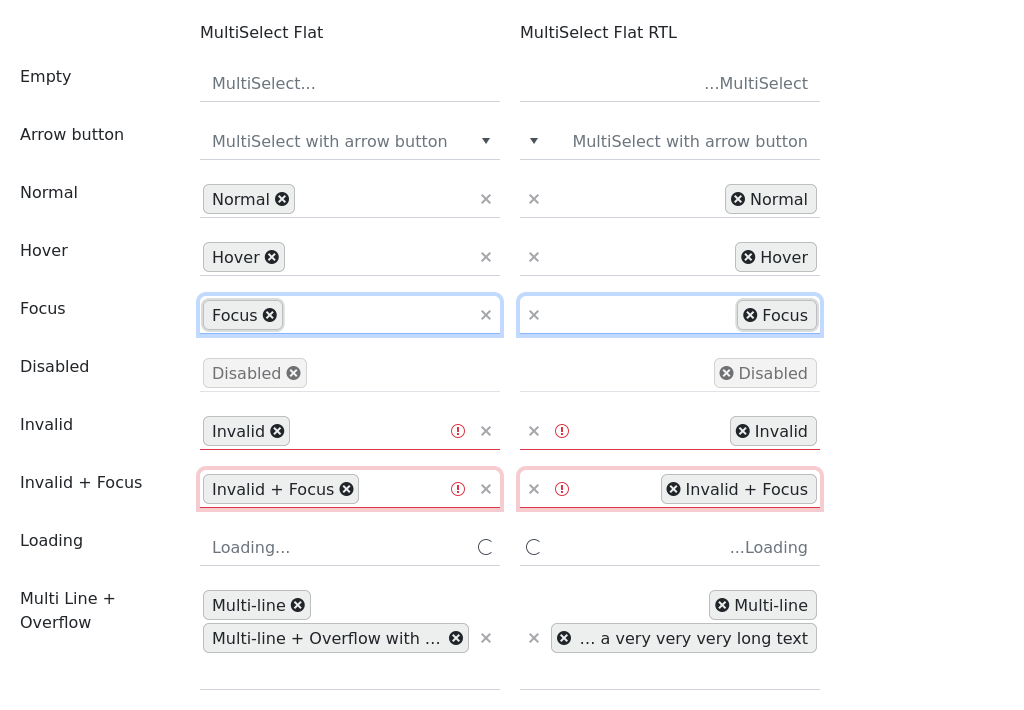 MultiSelect Flat
MultiSelect Flat RTL
Empty
MultiSelect...
...MultiSelect
Arrow button
MultiSelect with arrow button
MultiSelect with arrow button
Normal
Normal
Normal
Hover
Hover
Hover
Focus
Focus
Focus
Disabled
Disabled
Disabled
Invalid
Invalid
Invalid
Invalid + Focus
Invalid + Focus
Invalid + Focus
Loading
Loading...
...Loading
Multi Line +
Overflow
Multi-line
Multi-line + Overflow with ...
Multi-line
... a very very very long text